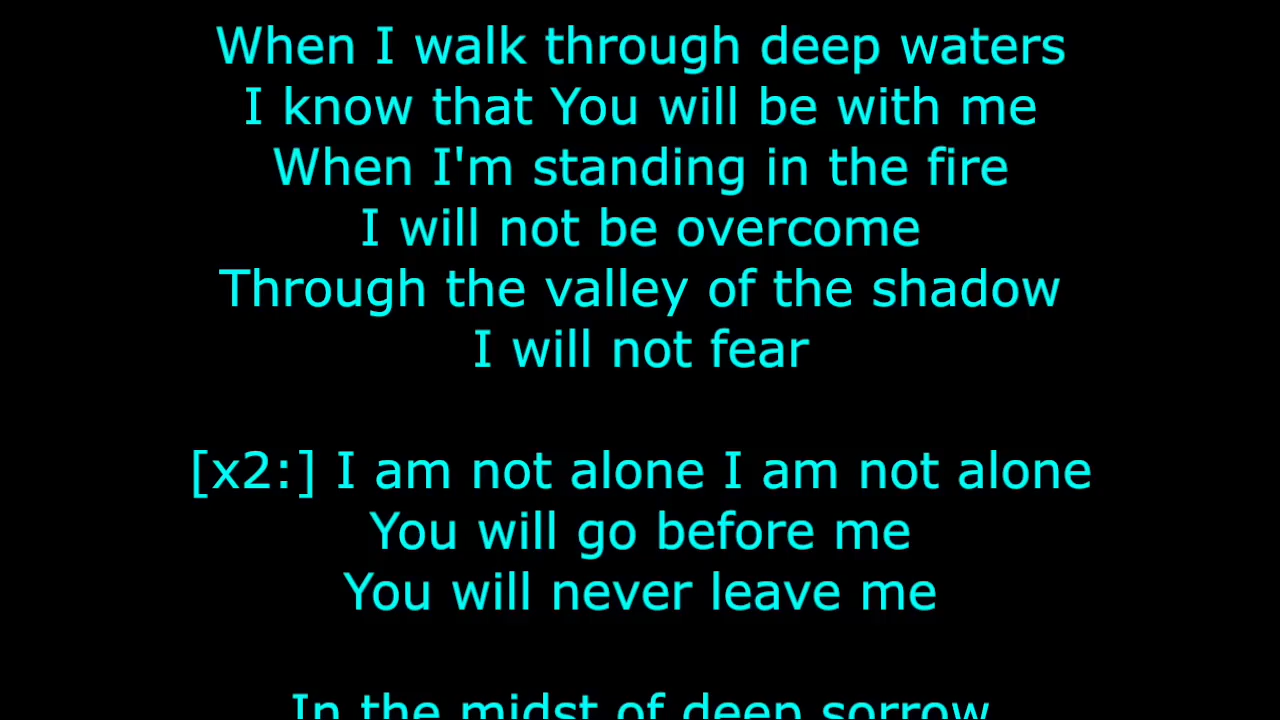 When I walk through deep waters
I know that You will be with me
When I'm standing in the fire
I will not be overcome
Through the valley of the shadow
I will not fear
[x2:] I am not alone I am not alone
You will go before me
You will never leave me
In the midst of deep sorrow